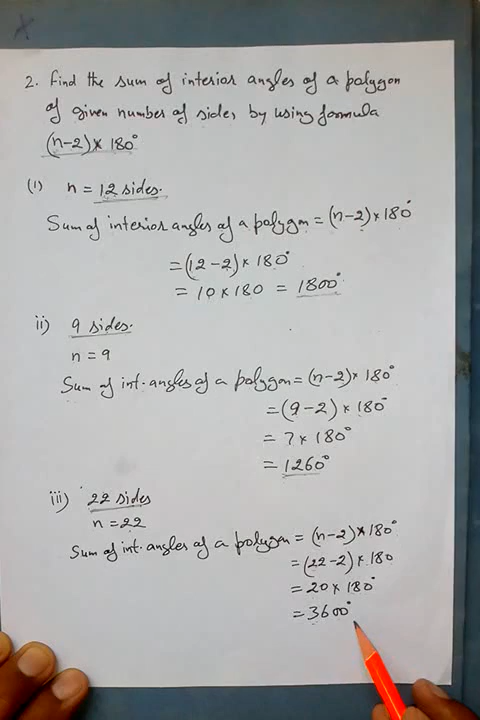 2. Find the sum of interior angles of a polygon
of given number of sides by using formula
(n-2) × 180°
(i) n = 12 sides.
Sum of interior angles of a polygon = (n-2) × 180°
= (12-2) × 180°
= 10 × 180 = 1800°
ii) 9 sides.
n = 9
Sum of int. angles of a polygon = (n-2) × 180°
= (9-2) × 180°
= 7 × 180°
= 1260°
iii) 22 sides
n = 22
Sum of int. angles of a polygon = (n-2) × 180°
= (22-2) × 180
= 20 × 180°
= 3600°